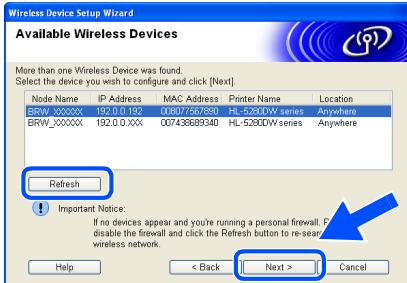 Wireless Device Setup Wizard
Available Wireless Devices
More than one Wireless Device was found.
Select the device you wish to configure and click [Next].
Node Name IP Address MAC Address Printer Name Location
BRW_XXXXXX 192.0.0.192 008077567890 HL-5280DW series Anywhere
BRW_XXXXXX 192.0.0.XXX 007438689340 HL-5280DW series Anywhere
Refresh
Important Notice:
If no devices appear and you're running a personal firewall.
disable the firewall and click the Refresh button to
wireless network.
Help < Back Next > Cancel